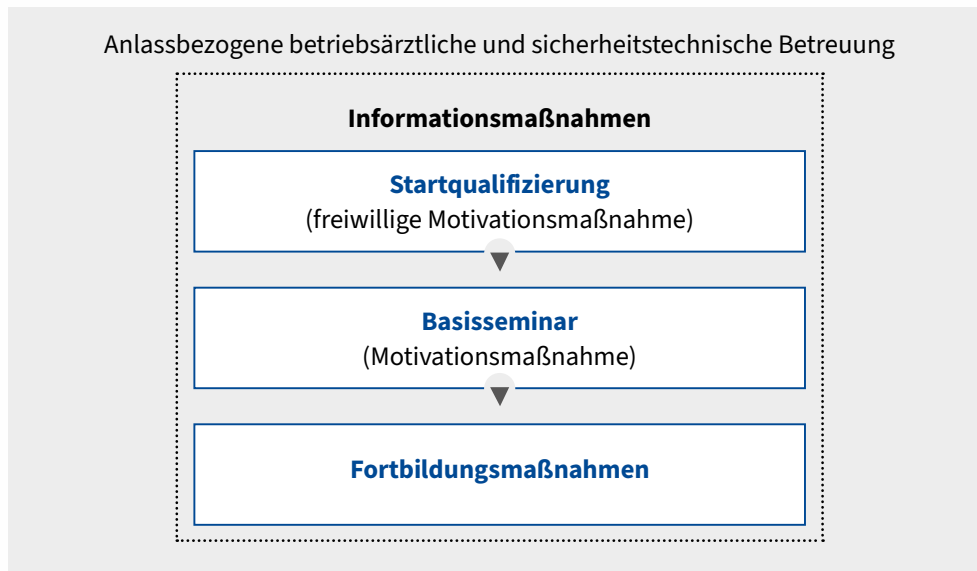 Anlassbezogene betriebsärztliche und sicherheitstechnische Betreuung
Informationsmaßnahmen
Startqualifizierung
(freiwillige Motivationsmaßnahme)
Basisseminar
(Motivationsmaßnahme)
Fortbildungsmaßnahmen